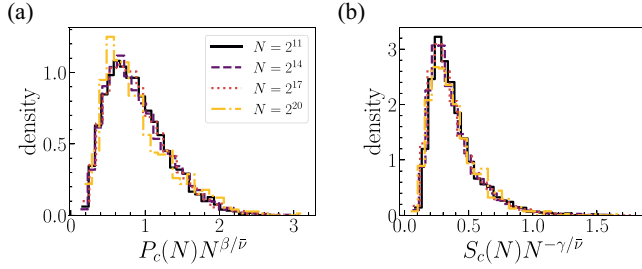 (a)
density
1.0
0.5
0.0
0
1
2
3
N = 2^11
N = 2^14
N = 2^17
N = 2^20
P_c(N)N^{β/ν̄}
(b)
density
3
2
1
0
0.0
0.5
1.0
1.5
S_c(N)N^{−γ/ν̄}